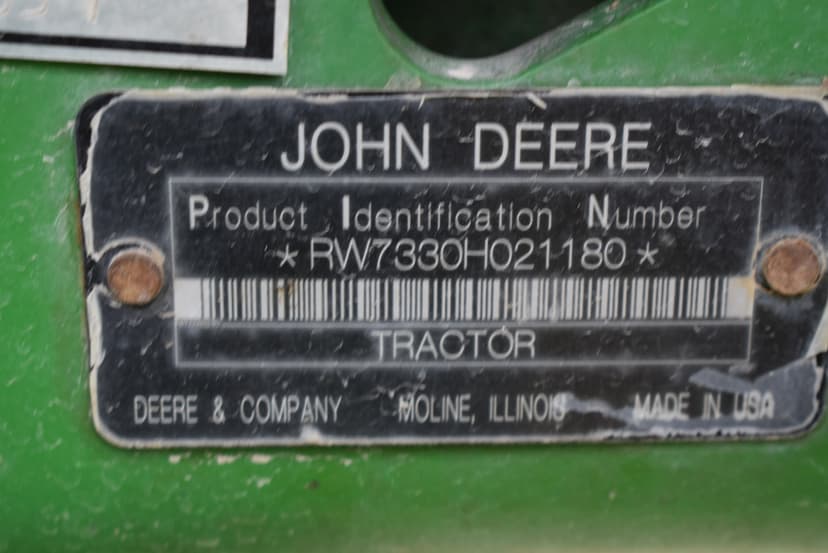 JOHN DEERE
Product Identification Number
*RW7330H021180*
TRACTOR
DEERE & COMPANY MOLINE, ILLINOIS MADE IN USA